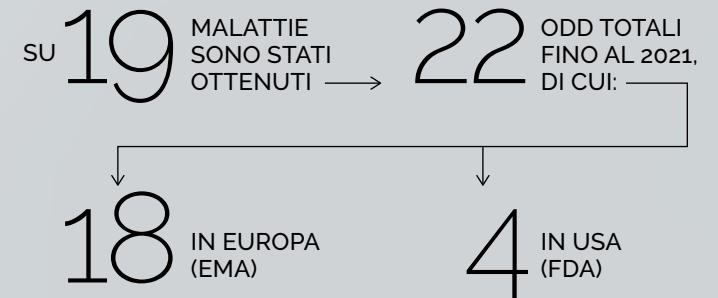 SU 19 MALATTIE
SONO STATI
OTTENUTI
22 ODD TOTALI
FINO AL 2021,
DI CUI:
18 IN EUROPA
(EMA)
4 IN USA
(FDA)